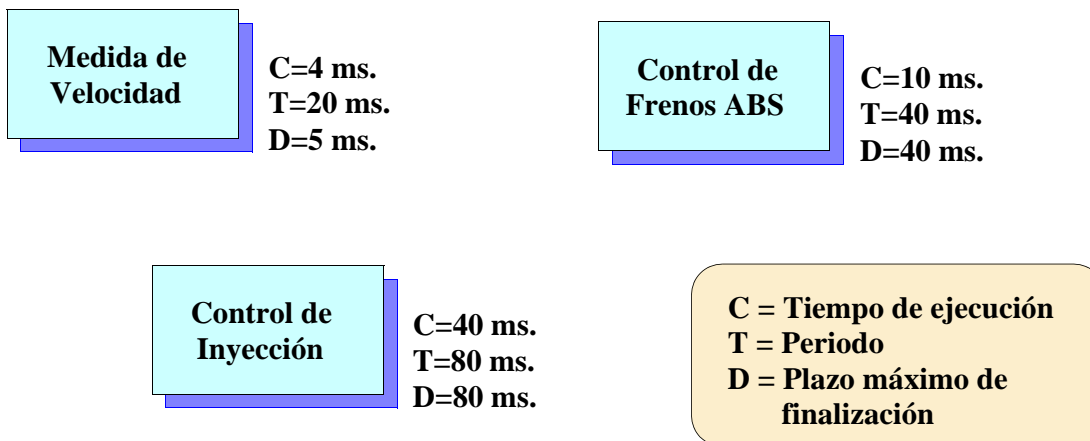 Medida de
Velocidad
C=4 ms.
T=20 ms.
D=5 ms.
Control de
Frenos ABS
C=10 ms.
T=40 ms.
D=40 ms.
Control de
Inyección
C=40 ms.
T=80 ms.
D=80 ms.
C = Tiempo de ejecución
T = Periodo
D = Plazo máximo de
finalización